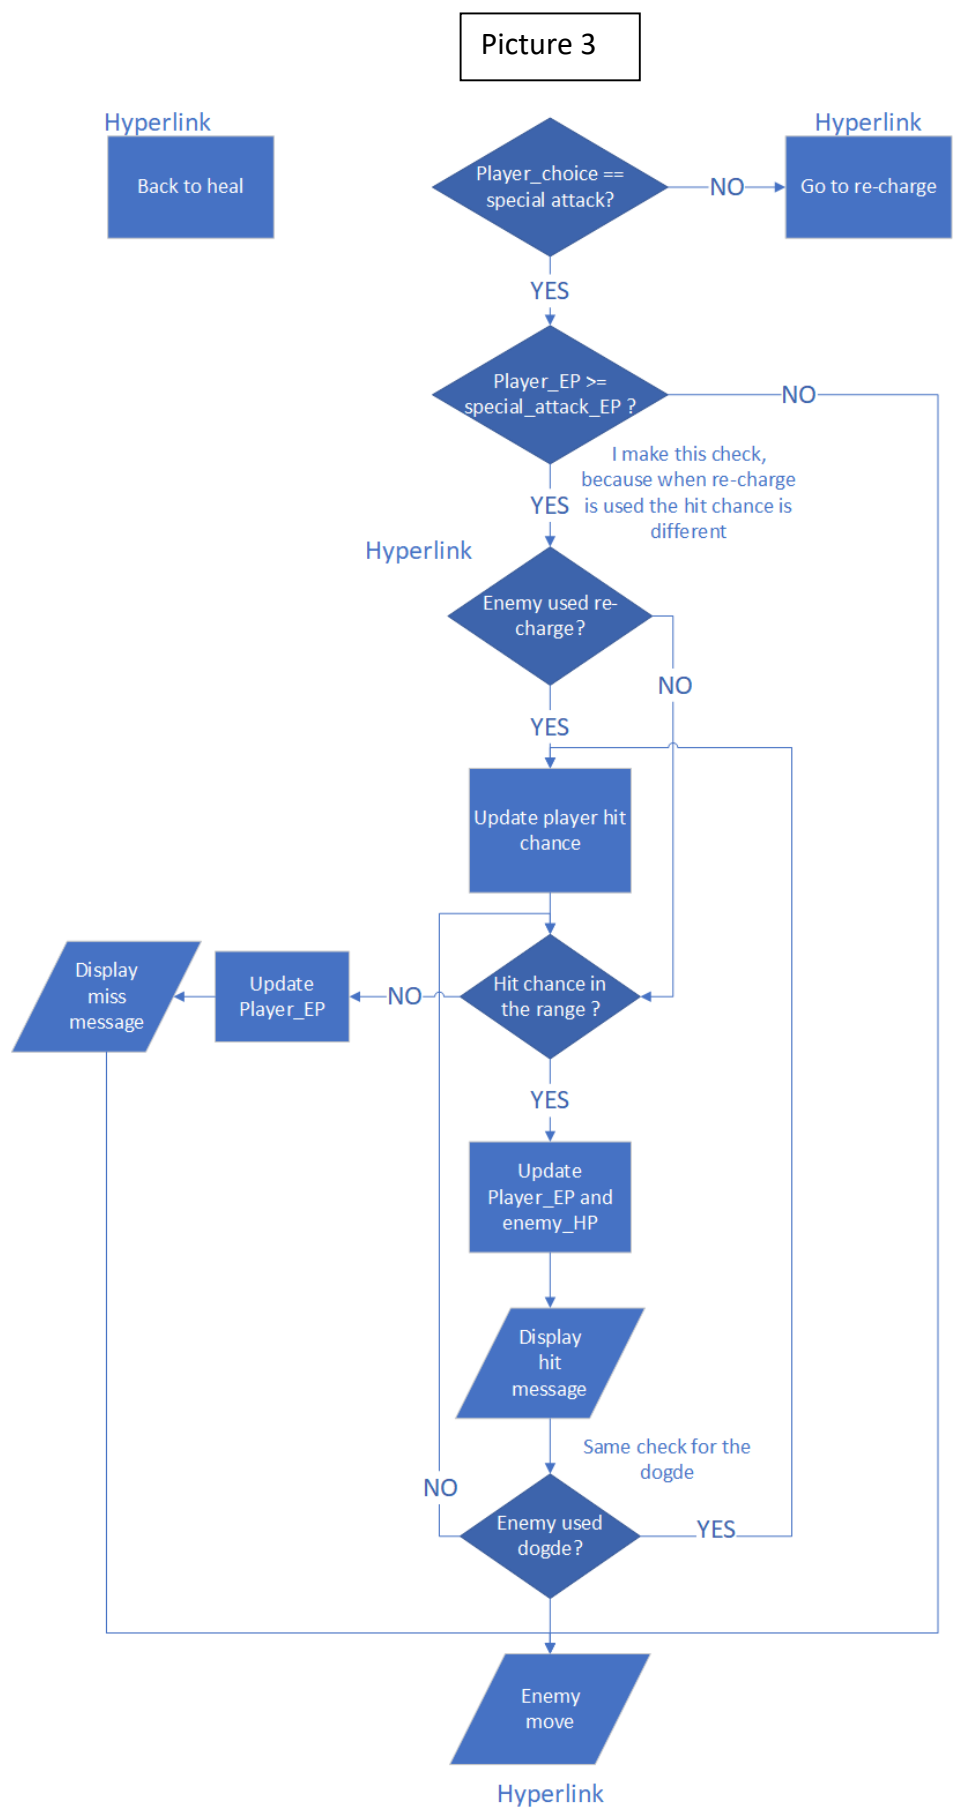 Picture 3
Hyperlink
Back to heal
Player_choice ==
special attack?
NO
Hyperlink
Go to re-charge
YES
Player_EP >=
special_attack_EP ?
NO
I make this check,
because when re-charge
is used the hit chance is
different
YES
Hyperlink
Enemy used re-
charge?
NO
YES
Update player hit
chance
Display
miss
message
Update
Player_EP
NO
Hit chance in
the range ?
YES
Update
Player_EP and
enemy_HP
Display
hit
message
Same check for the
dogde
NO
Enemy used
dogde?
YES
Enemy
move
Hyperlink